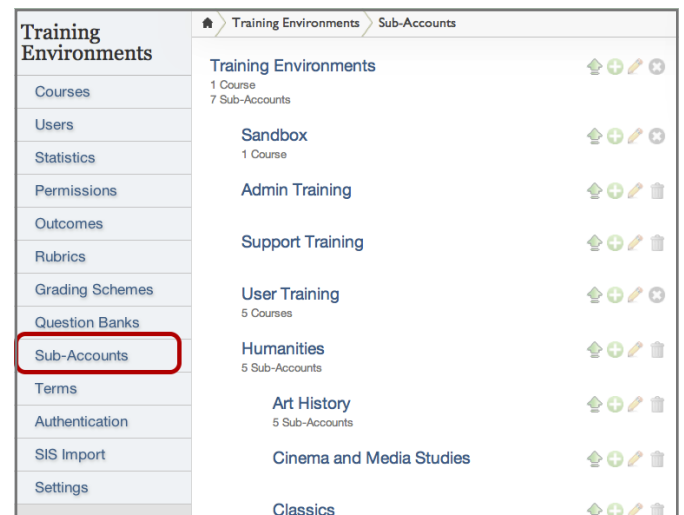 Training
Environments
Courses
Users
Statistics
Permissions
Outcomes
Rubrics
Grading Schemes
Question Banks
Sub-Accounts
Terms
Authentication
SIS Import
Settings
Training Environments Sub-Accounts
Training Environments
1 Course
7 Sub-Accounts
Sandbox
1 Course
Admin Training
Support Training
User Training
5 Courses
Humanities
5 Sub-Accounts
Art History
5 Sub-Accounts
Cinema and Media Studies
Classics